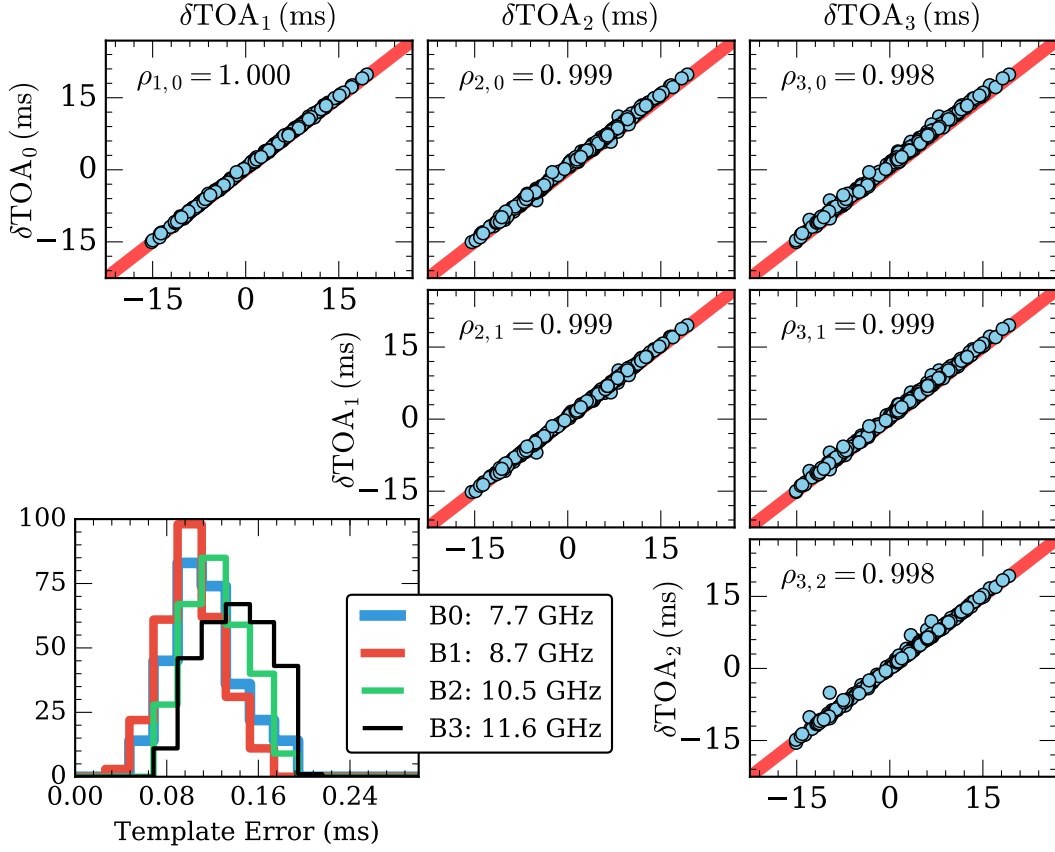 δTOA₁ (ms) δTOA₂ (ms) δTOA₃ (ms)
δTOA₀ (ms)
15
0
−15
ρ₁,₀ = 1.000
ρ₂,₀ = 0.999
ρ₃,₀ = 0.998
−15 0 15
δTOA₁ (ms)
15
0
−15
ρ₂,₁ = 0.999
ρ₃,₁ = 0.999
−15 0 15
δTOA₂ (ms)
15
0
−15
ρ₃,₂ = 0.998
−15 0 15
100
75
50
25
0
0.00 0.08 0.16 0.24
Template Error (ms)
B0: 7.7 GHz
B1: 8.7 GHz
B2: 10.5 GHz
B3: 11.6 GHz